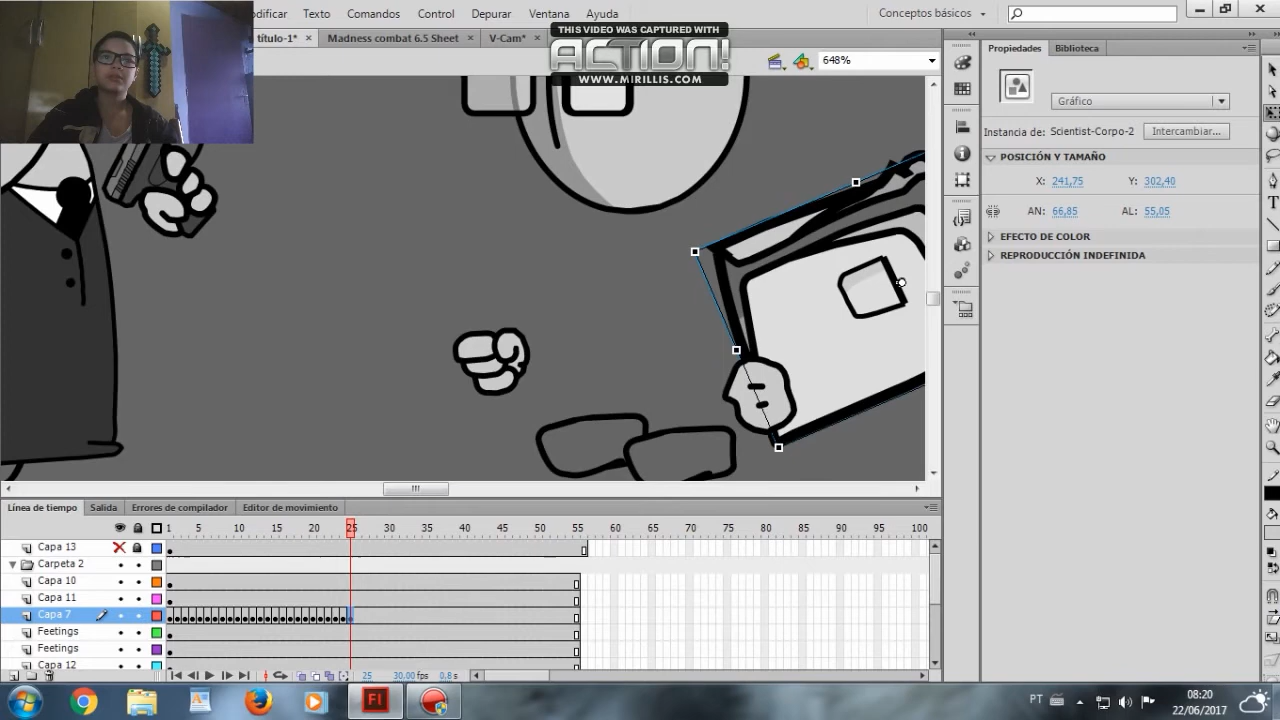 odificar Texto Comandos Control Depurar Ventana Ayuda
Conceptos básicos
título-1* × Madness combat 6.5 Sheet × V-Cam* ×
THIS VIDEO WAS CAPTURED WITH
ACTION!
WWW.MIRILLIS.COM
648%
Propiedades Biblioteca
Gráfico
Instancia de: Scientist-Corpo-2 Intercambiar...
POSICIÓN Y TAMAÑO
X: 241,75 Y: 302,40
AN: 66,85 AL: 55,05
EFECTO DE COLOR
REPRODUCCIÓN INDEFINIDA
Línea de tiempo Salida Errores de compilador Editor de movimiento
1 5 10 15 20 25 30 35 40 45 50 55 60 65 70 75 80 85 90 95 100
Capa 13
Carpeta 2
Capa 10
Capa 11
Capa 7
Feetings
Feetings
Capa 12
25 30,00 fps 0,8 s
Fl
PT
08:20
22/06/2017